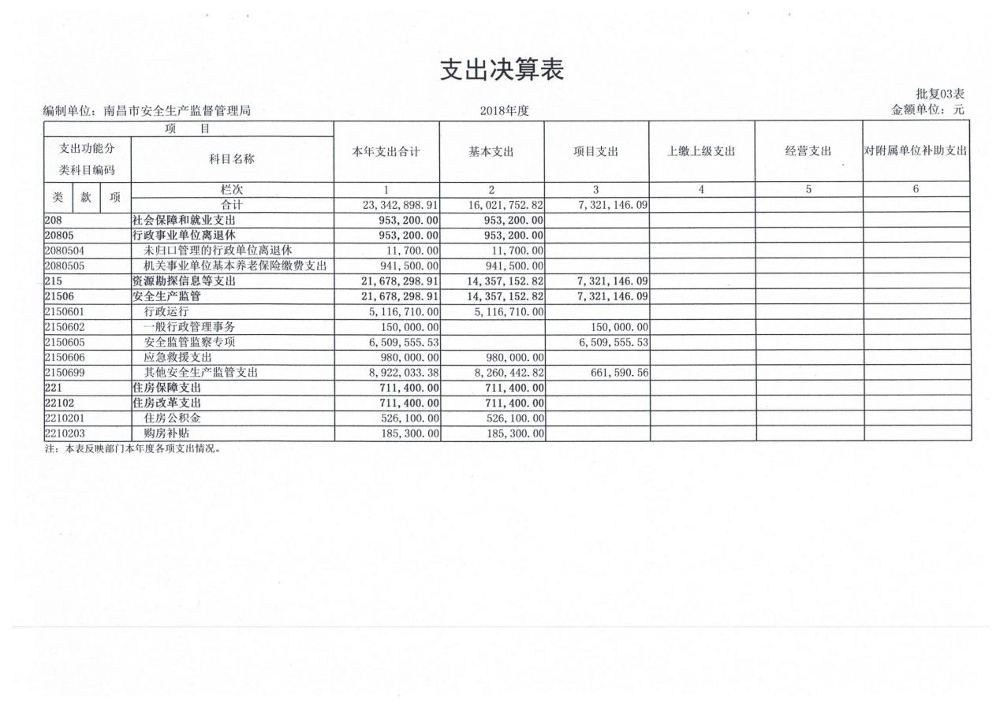 支出决算表
批复03表
编制单位：南昌市安全生产监督管理局 2018年度 金额单位：元
项 目 本年支出合计 基本支出 项目支出 上缴上级支出 经营支出 对附属单位补助支出
支出功能分类科目编码 科目名称
类 款 项 栏次 1 2 3 4 5 6
合计 23,342,898.91 16,021,752.82 7,321,146.09
208 社会保障和就业支出 953,200.00 953,200.00
20805 行政事业单位离退休 953,200.00 953,200.00
2080504 未归口管理的行政单位离退休 11,700.00 11,700.00
2080505 机关事业单位基本养老保险缴费支出 941,500.00 941,500.00
215 资源勘探信息等支出 21,678,298.91 14,357,152.82 7,321,146.09
21506 安全生产监管 21,678,298.91 14,357,152.82 7,321,146.09
2150601 行政运行 5,116,710.00 5,116,710.00
2150602 一般行政管理事务 150,000.00 150,000.00
2150605 安全监管监察专项 6,509,555.53 6,509,555.53
2150606 应急救援支出 980,000.00 980,000.00
2150699 其他安全生产监管支出 8,922,033.38 8,260,442.82 661,590.56
221 住房保障支出 711,400.00 711,400.00
22102 住房改革支出 711,400.00 711,400.00
2210201 住房公积金 526,100.00 526,100.00
2210203 购房补贴 185,300.00 185,300.00
注：本表反映部门本年度各项支出情况。